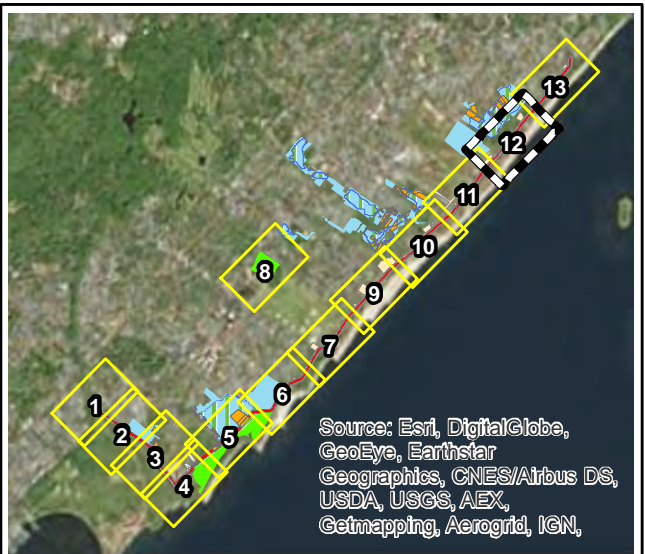 13
12
11
10
8
9
7
6
1
2
5
3
4
Source: Esri, DigitalGlobe,
GeoEye, Earthstar
Geographics, CNES/Airbus DS,
USDA, USGS, AEX,
Getmapping, Aerogrid, IGN,